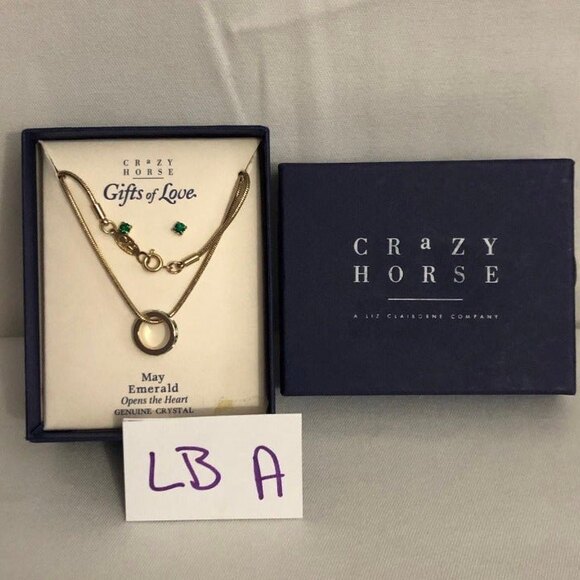 CRaZY
HORSE
Gifts of Love.
May
Emerald
Opens the Heart
GENUINE CRYSTAL
LB A
CRaZY
HORSE
A LIZ CLAIBORNE COMPANY